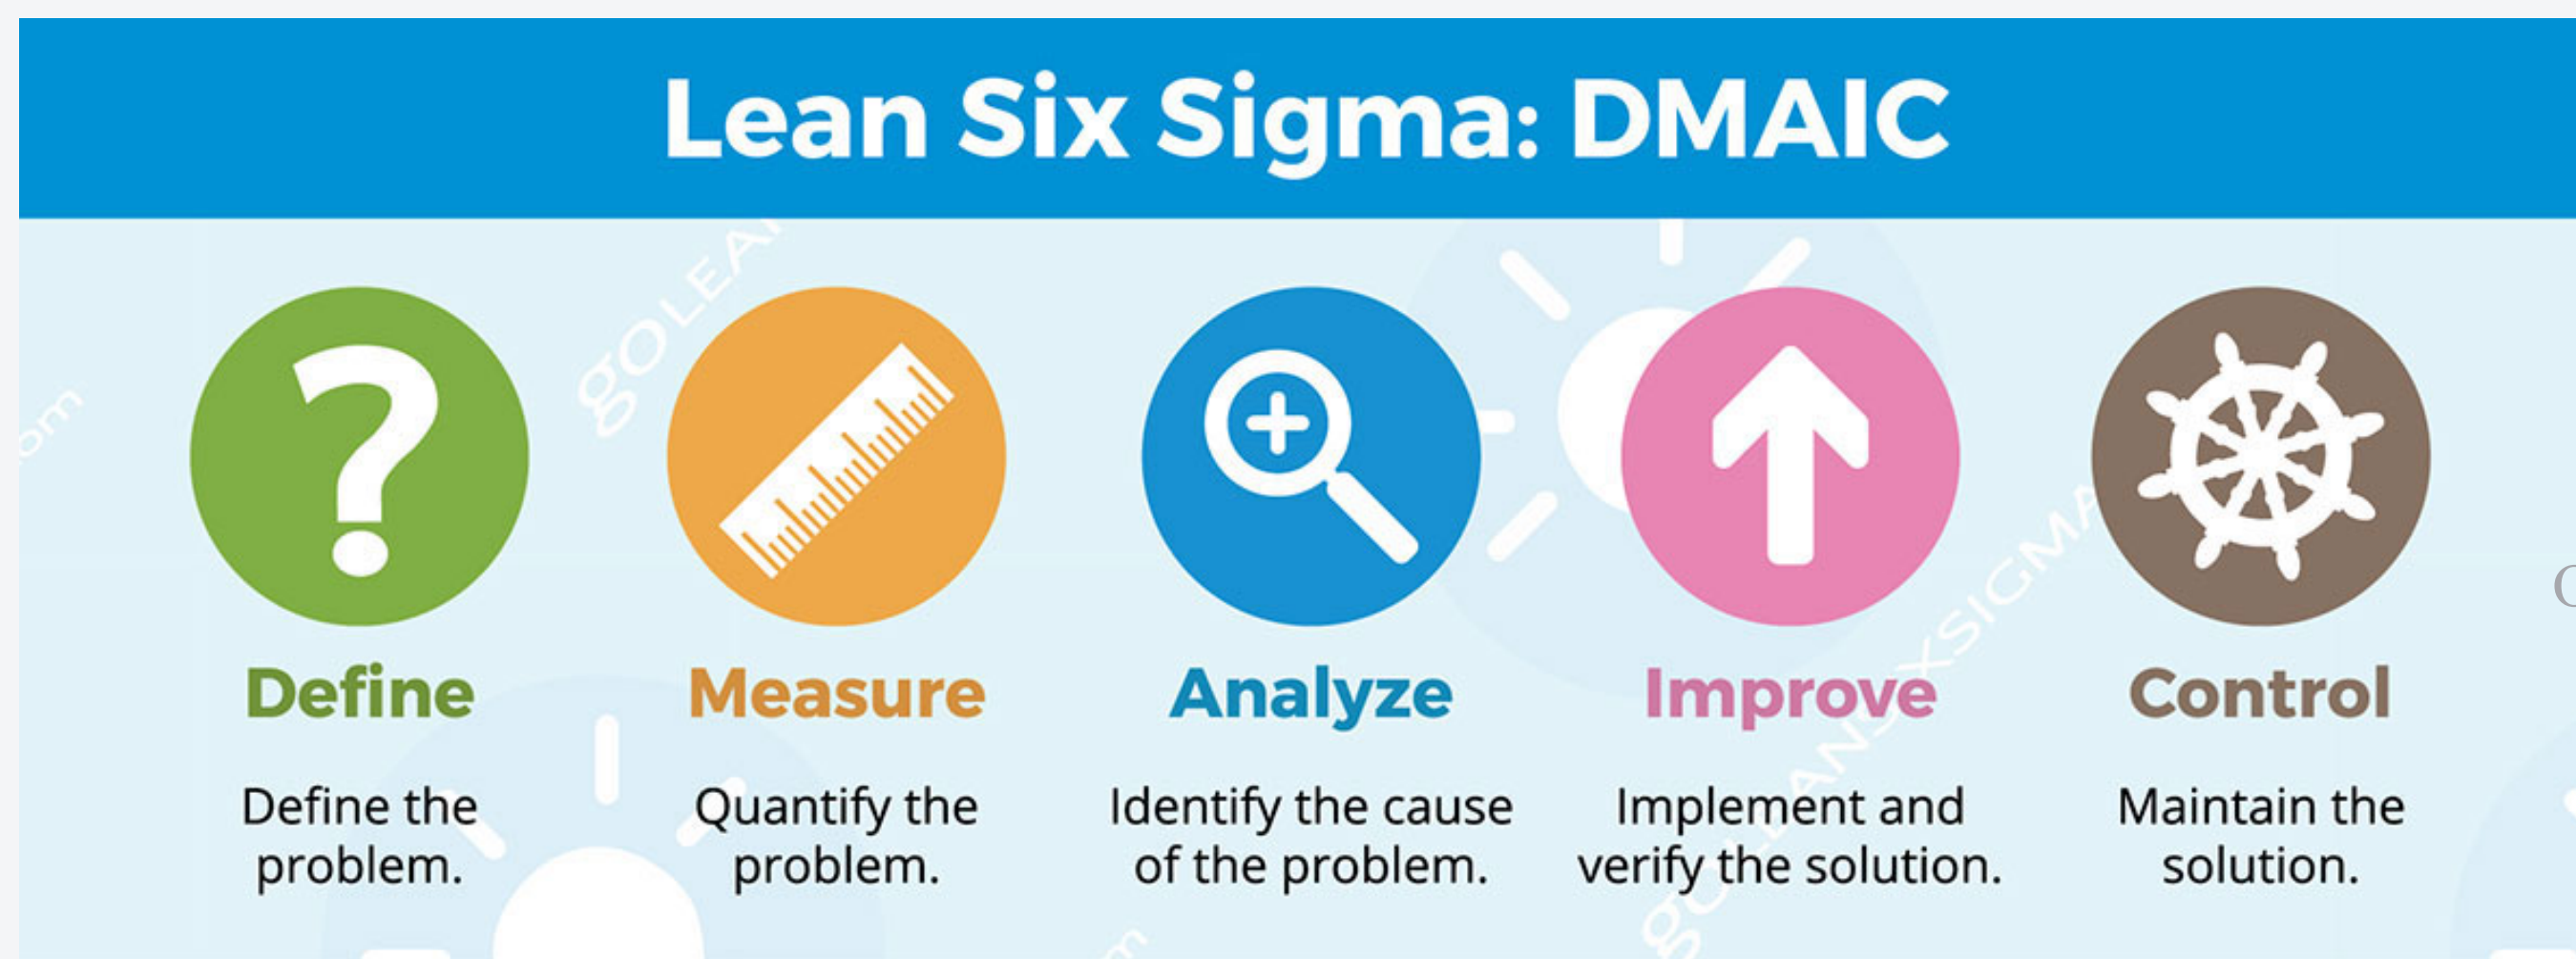 Lean Six Sigma: DMAIC
Define
Define the
problem.
Measure
Quantify the
problem.
Analyze
Identify the cause
of the problem.
Improve
Implement and
verify the solution.
Control
Maintain the
solution.